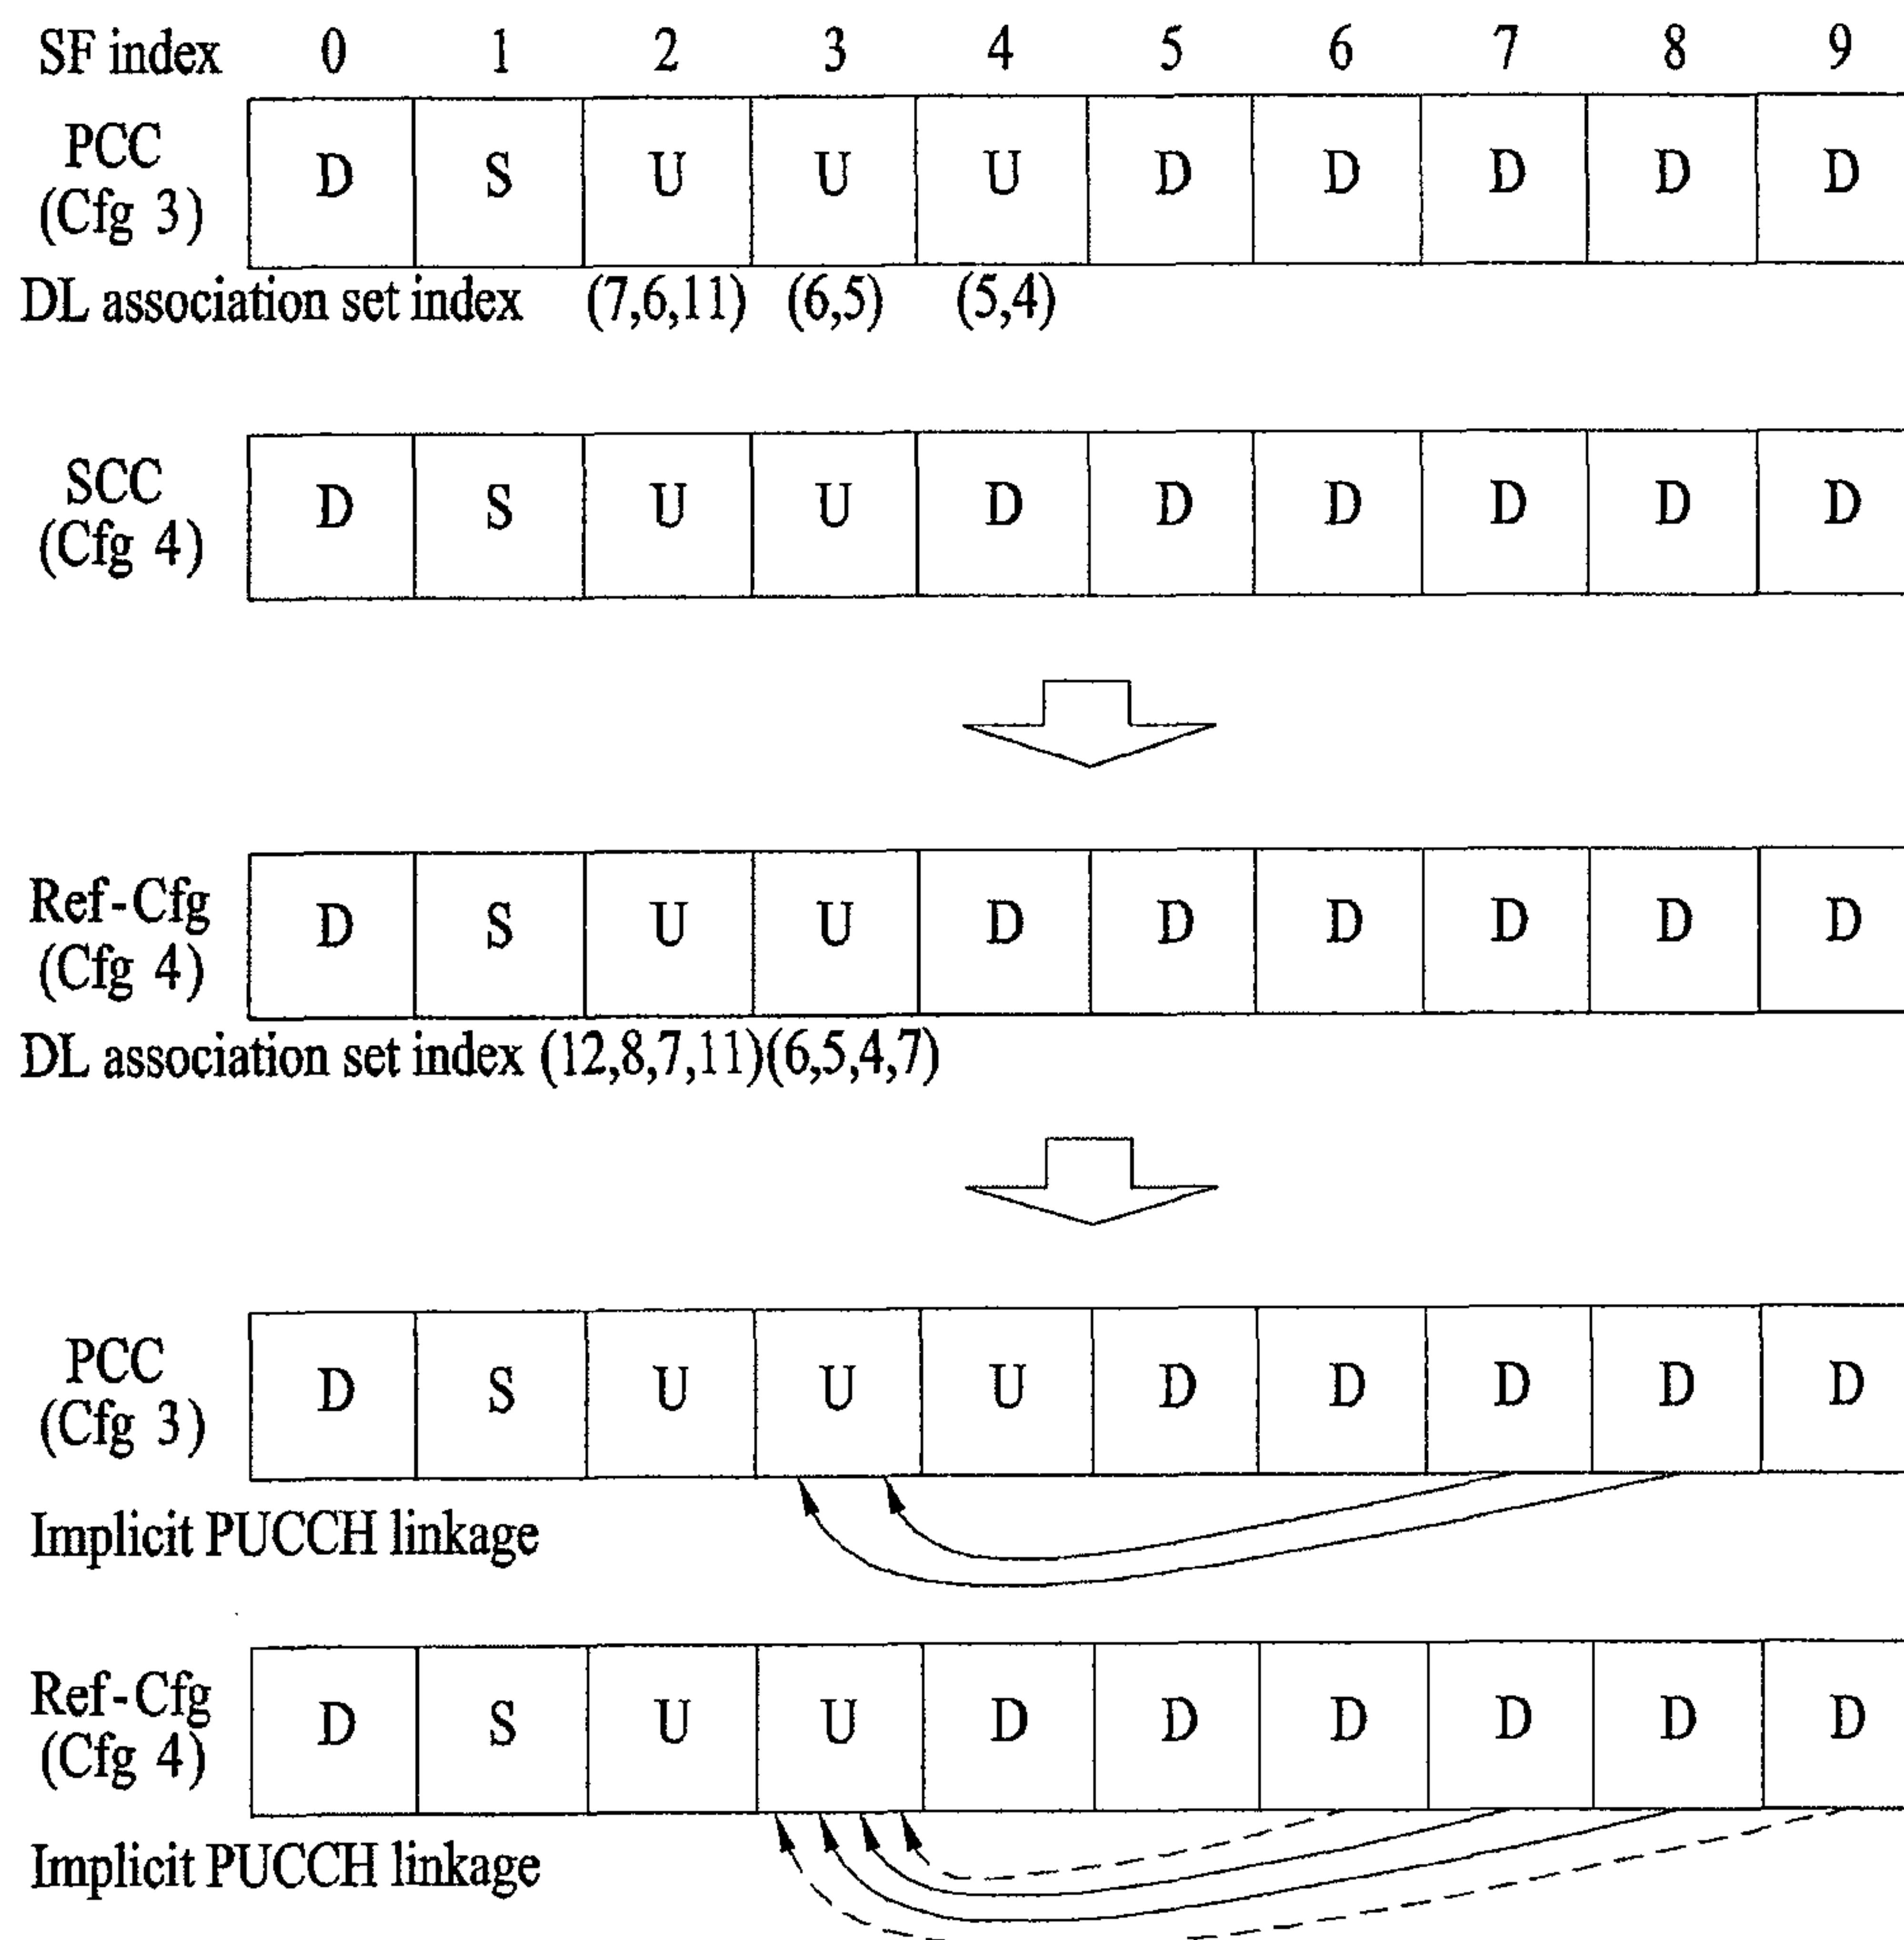 SF index 0 1 2 3 4 5 6 7 8 9
PCC
(Cfg 3)
D S U U U D D D D D
DL association set index (7,6,11) (6,5) (5,4)
SCC
(Cfg 4)
D S U U D D D D D D
Ref-Cfg
(Cfg 4)
D S U U D D D D D D
DL association set index (12,8,7,11)(6,5,4,7)
PCC
(Cfg 3)
D S U U U D D D D D
Implicit PUCCH linkage
Ref-Cfg
(Cfg 4)
D S U U D D D D D D
Implicit PUCCH linkage